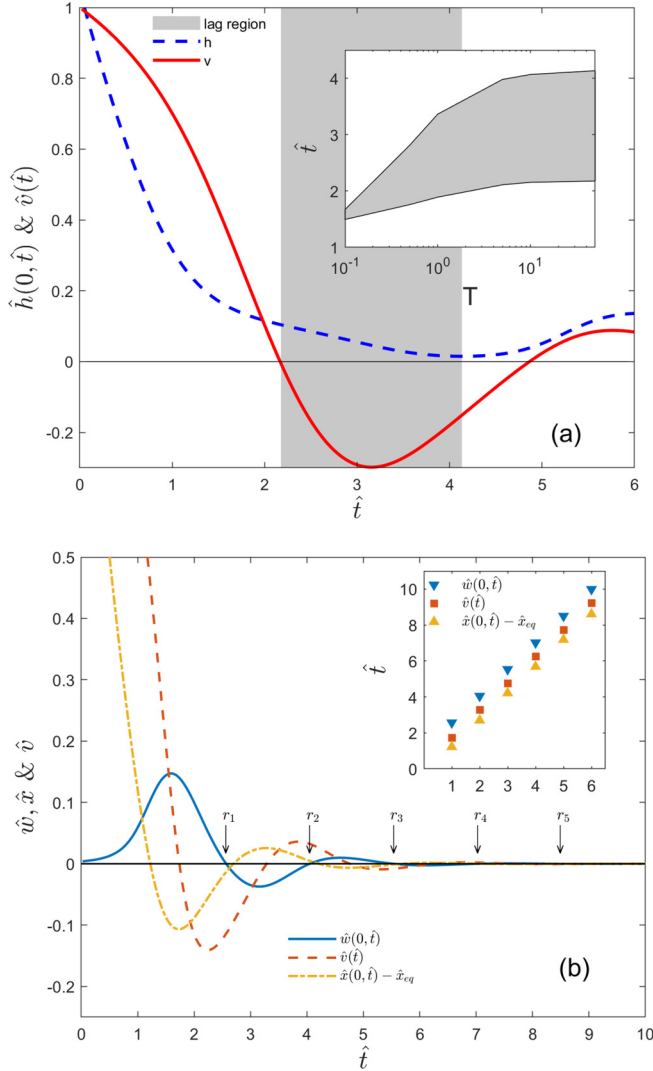 1
0.8
0.6
0.4
0.2
0
-0.2
ĥ(0, t̂) & v̂(t̂)
lag region
h
v
4
3
2
1
t̂
10⁻¹ 10⁰ 10¹
T
(a)
0 1 2 3 4 5 6
t̂
0.5
0.4
0.3
0.2
0.1
0
-0.1
-0.2
ŵ, x̂ & v̂
10
8
6
4
2
0
t̂
ŵ(0, t̂)
v̂(t̂)
x̂(0, t̂) − x̂eq
1 2 3 4 5 6
r₁ r₂ r₃ r₄ r₅
ŵ(0, t̂)
v̂(t̂)
x̂(0, t̂) − x̂eq
(b)
0 1 2 3 4 5 6 7 8 9 10
t̂